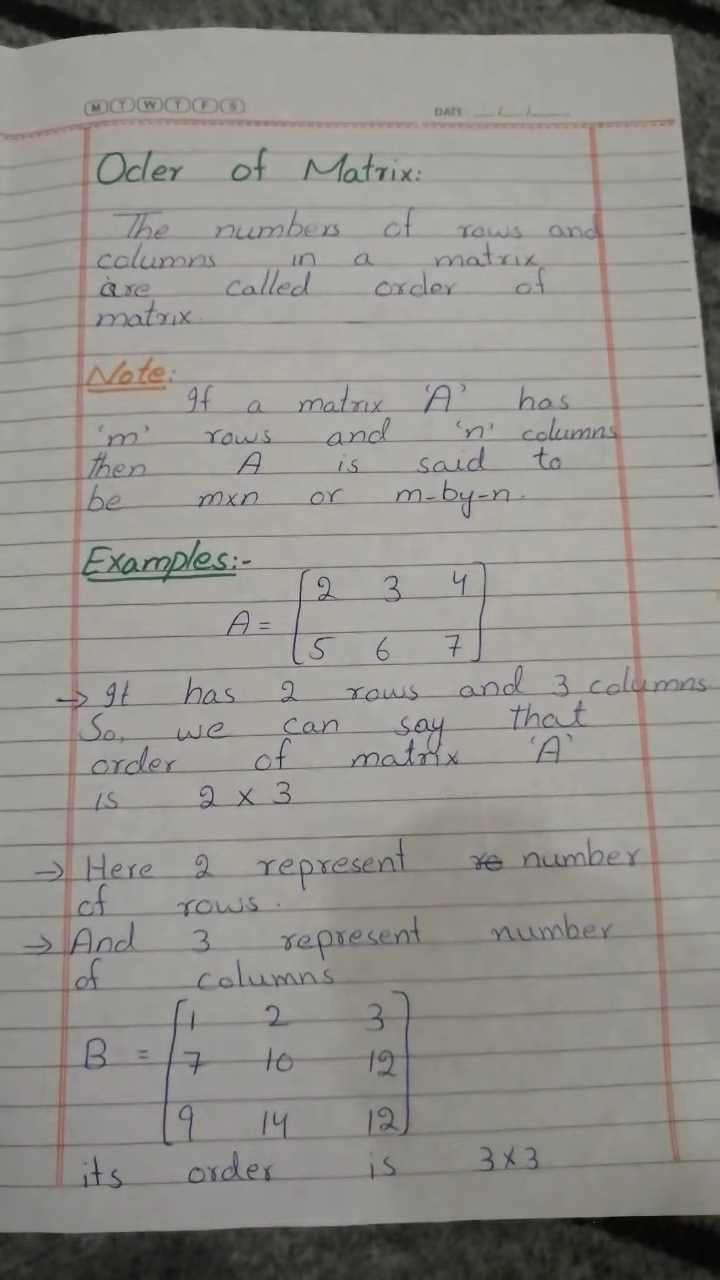 M T W T F S
DATE __/__/__
Oder of Matrix:
The numbers of rows and
columns in a matrix
are called order of
matrix.
Note:
If a matrix 'A' has
'm' rows and 'n' columns
then A is said to
be mxn or m-by-n.
Examples:-
A = [2 3 4
5 6 7]
→ It has 2 rows and 3 columns
So, we can say that
order of matrix 'A'
is 2 x 3
→ Here 2 represent re number
of rows.
→ And 3 represent number
of columns
B = [1 2 3
7 10 12
9 14 12]
its order is 3x3